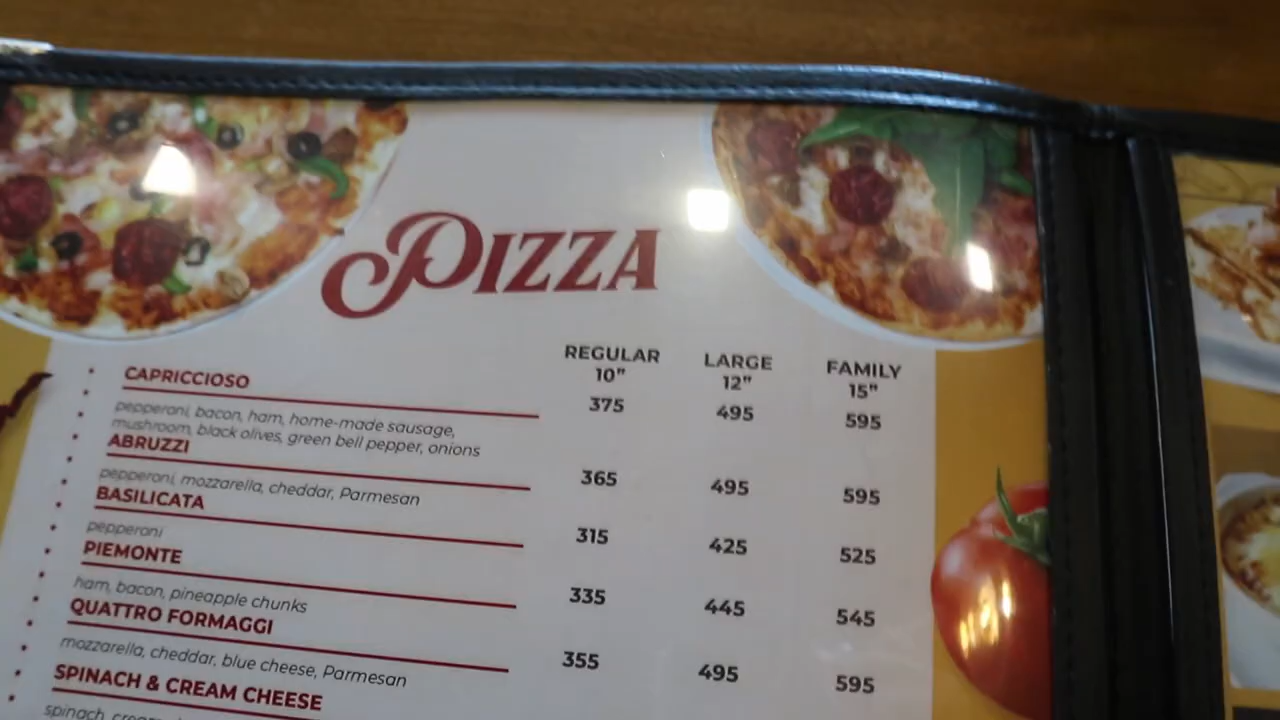 PIZZA
REGULAR LARGE FAMILY
10" 12" 15"
CAPRICCIOSO 375 495 595
pepperoni, bacon, ham, home-made sausage,
mushroom, black olives, green bell pepper, onions
ABRUZZI 365 495 595
pepperoni, mozzarella, cheddar, Parmesan
BASILICATA 315 425 525
pepperoni
PIEMONTE 335 445 545
ham, bacon, pineapple chunks
QUATTRO FORMAGGI 355 495 595
mozzarella, cheddar, blue cheese, Parmesan
SPINACH & CREAM CHEESE
spinach,